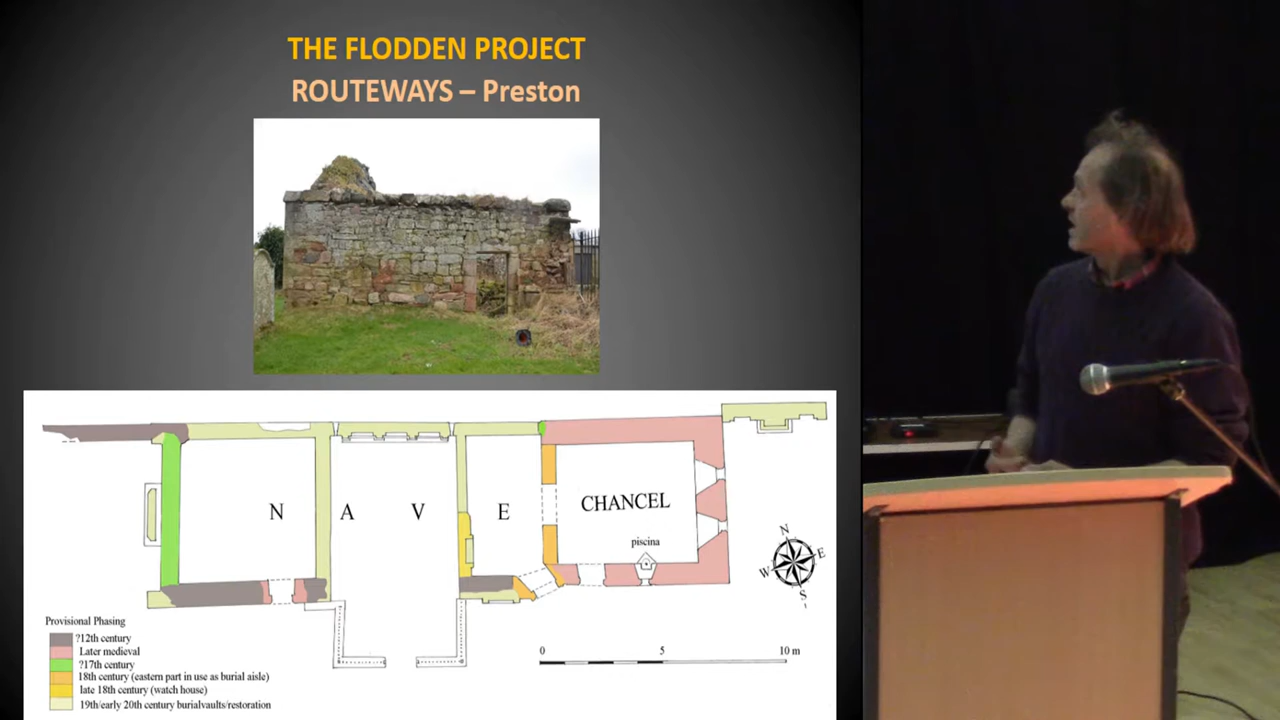 THE FLODDEN PROJECT
ROUTEWAYS – Preston
N A V E
CHANCEL
piscina
N
W E
S
Provisional Phasing
?12th century
Later medieval
?17th century
18th century (eastern part in use as burial aisle)
late 18th century (watch house)
19th/early 20th century burialvaults/restoration
0 5 10 m